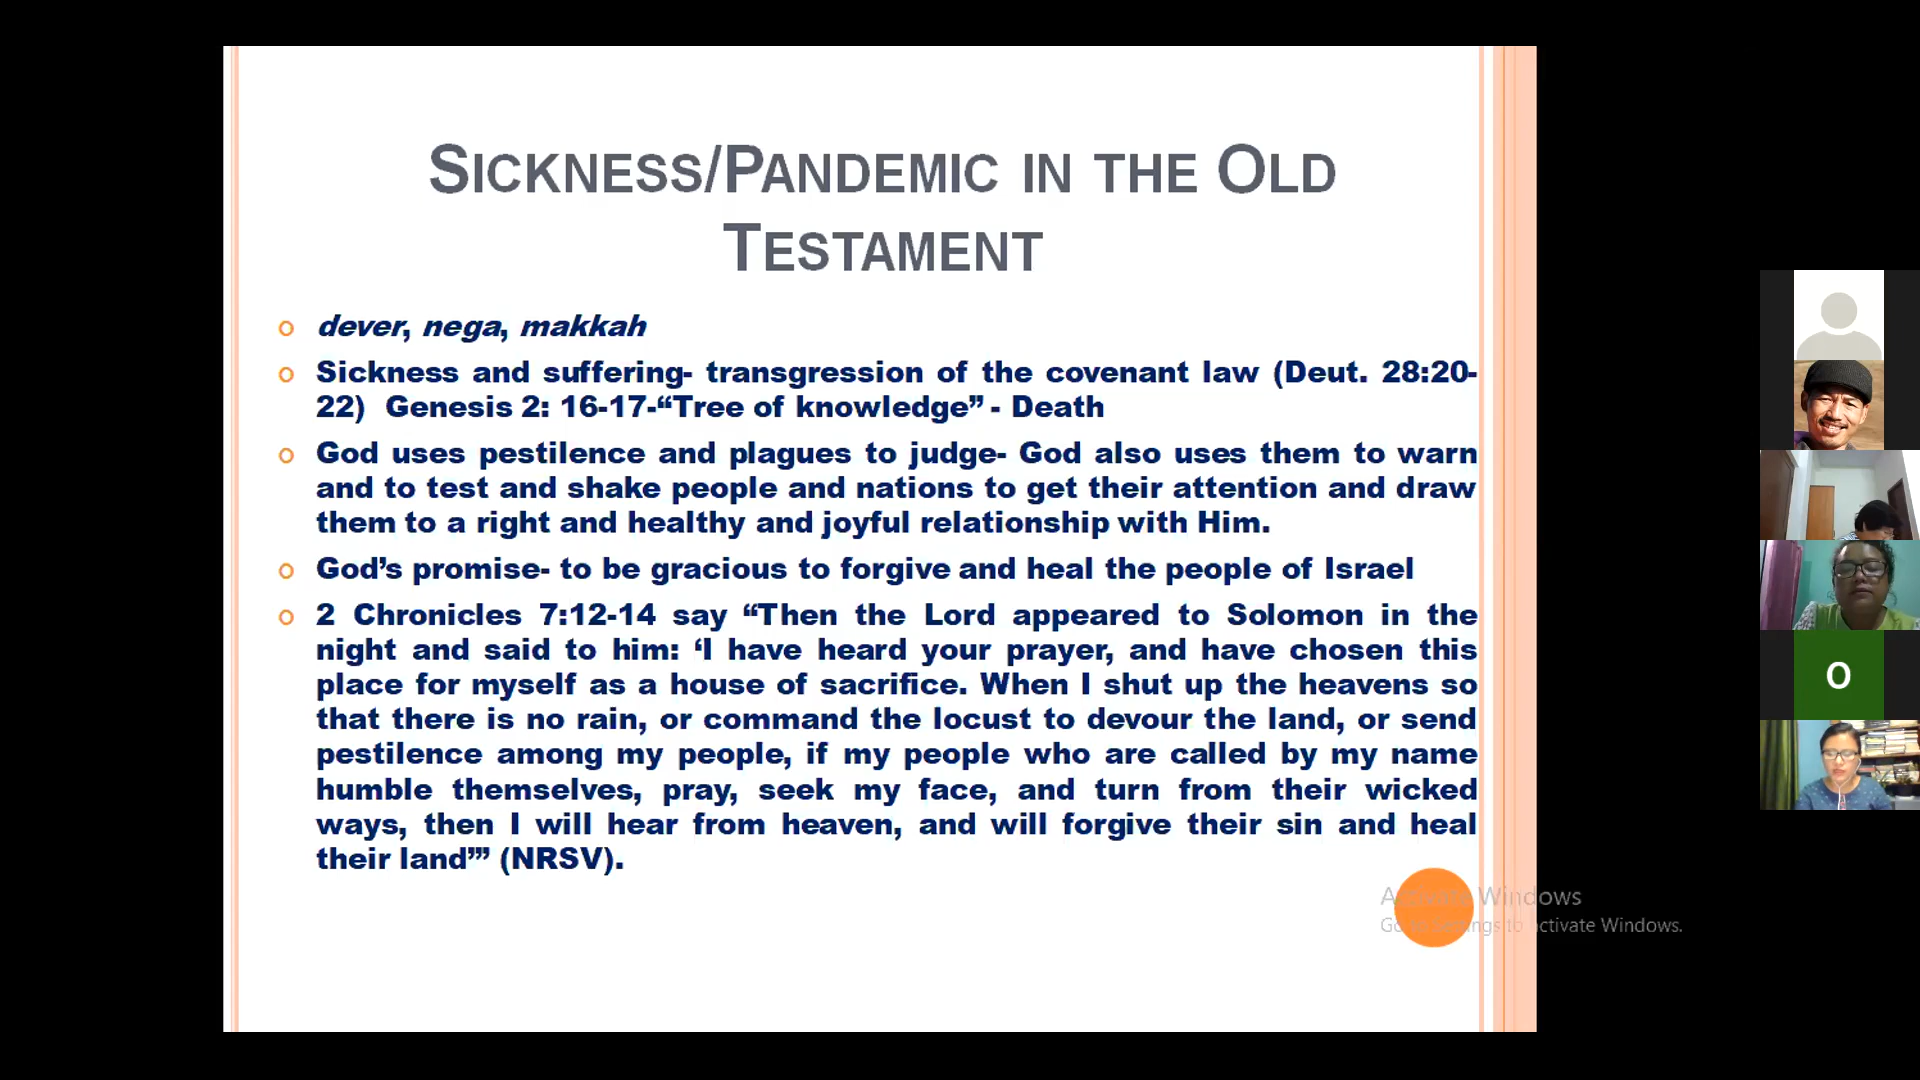 SICKNESS/PANDEMIC IN THE OLD
TESTAMENT
dever, nega, makkah
Sickness and suffering- transgression of the covenant law (Deut. 28:20-
22) Genesis 2: 16-17-“Tree of knowledge” - Death
God uses pestilence and plagues to judge- God also uses them to warn
and to test and shake people and nations to get their attention and draw
them to a right and healthy and joyful relationship with Him.
God’s promise- to be gracious to forgive and heal the people of Israel
2 Chronicles 7:12-14 say “Then the Lord appeared to Solomon in the
night and said to him: ‘I have heard your prayer, and have chosen this
place for myself as a house of sacrifice. When I shut up the heavens so
that there is no rain, or command the locust to devour the land, or send
pestilence among my people, if my people who are called by my name
humble themselves, pray, seek my face, and turn from their wicked
ways, then I will hear from heaven, and will forgive their sin and heal
their land’” (NRSV).
O
Activate Windows
Go to Settings to activate Windows.